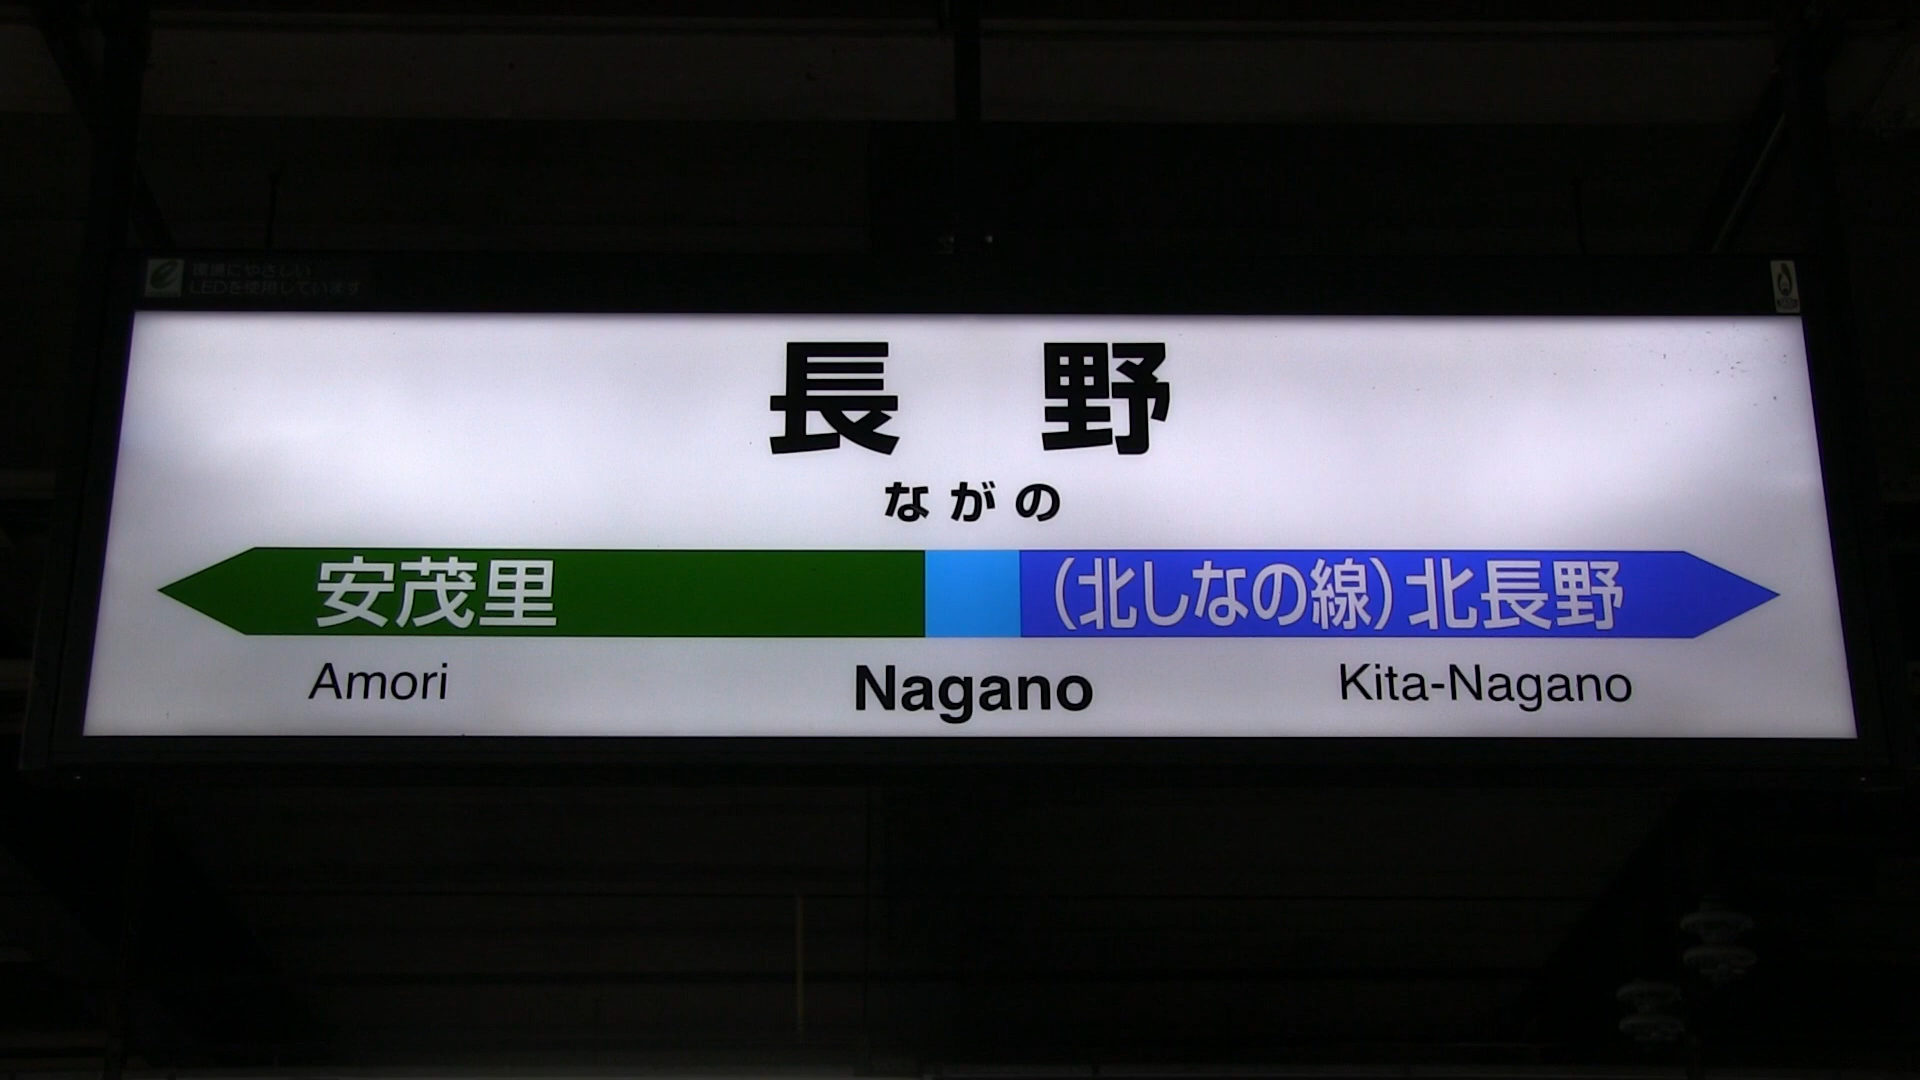 環境にやさしい
LEDを使用しています
長野
ながの
安茂里 (北しなの線)北長野
Amori Nagano Kita-Nagano